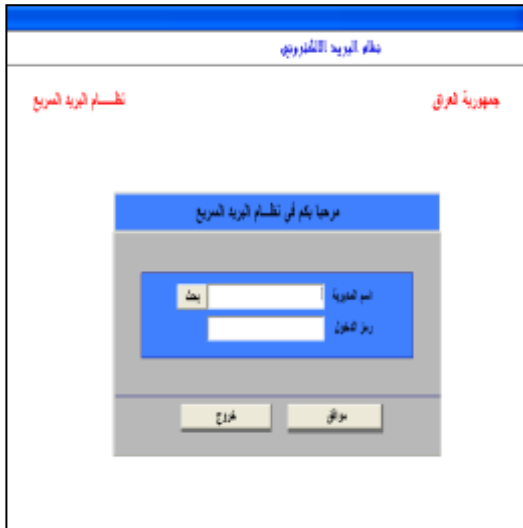 نظام البريد الالكتروني
جمهورية العراق
نظـــام البريد السريع
مرحبا بكم في نظـــام البريد السريع
اسم المديرية
بحث
رمز الدخول
موافق
خروج